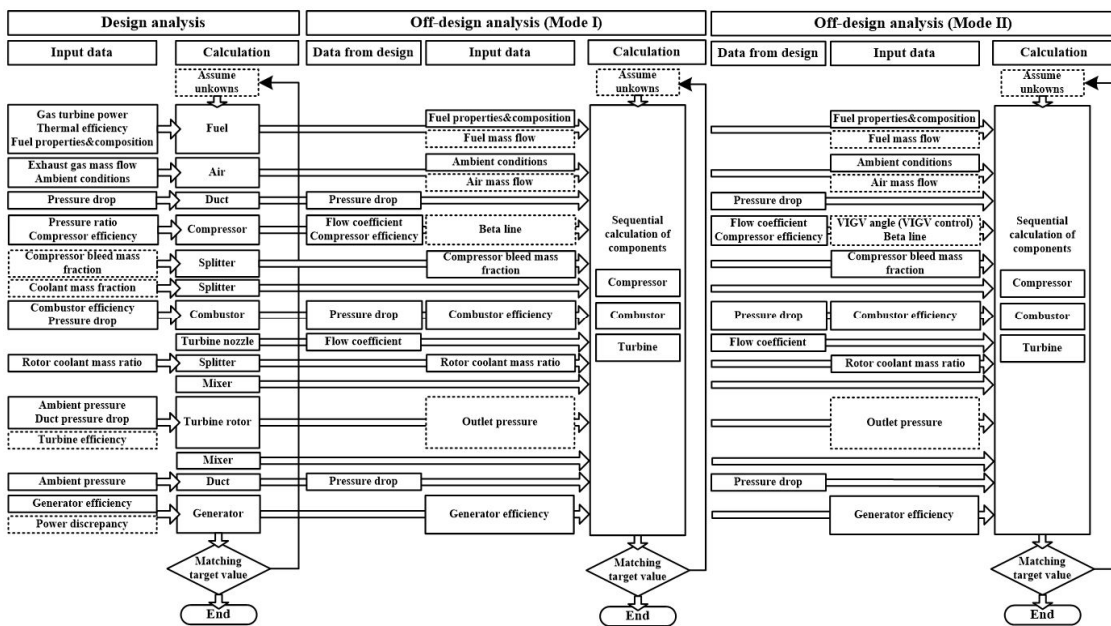 Design analysis
Off-design analysis (Mode I)
Off-design analysis (Mode II)
Input data
Calculation
Data from design
Input data
Calculation
Data from design
Input data
Calculation
Assume
unkowns
Assume
unkowns
Assume
unkowns
Gas turbine power
Thermal efficiency
Fuel properties&composition
Fuel
Fuel properties&composition
Fuel mass flow
Fuel properties&composition
Fuel mass flow
Exhaust gas mass flow
Ambient conditions
Air
Ambient conditions
Air mass flow
Ambient conditions
Air mass flow
Pressure drop
Duct
Pressure drop
Pressure drop
Pressure ratio
Compressor efficiency
Compressor
Flow coefficient
Compressor efficiency
Beta line
Flow coefficient
Compressor efficiency
VIGV angle (VIGV control)
Beta line
Sequential
calculation of
components
Sequential
calculation of
components
Compressor bleed mass
fraction
Splitter
Compressor bleed mass
fraction
Compressor bleed mass
fraction
Compressor
Compressor
Coolant mass fraction
Splitter
Combustor efficiency
Pressure drop
Combustor
Pressure drop
Combustor efficiency
Combustor
Pressure drop
Combustor efficiency
Combustor
Turbine nozzle
Flow coefficient
Turbine
Flow coefficient
Turbine
Rotor coolant mass ratio
Splitter
Rotor coolant mass ratio
Rotor coolant mass ratio
Mixer
Ambient pressure
Duct pressure drop
Turbine efficiency
Turbine rotor
Outlet pressure
Outlet pressure
Mixer
Ambient pressure
Duct
Pressure drop
Pressure drop
Generator efficiency
Power discrepancy
Generator
Generator efficiency
Generator efficiency
Matching
target value
Matching
target value
Matching
target value
End
End
End